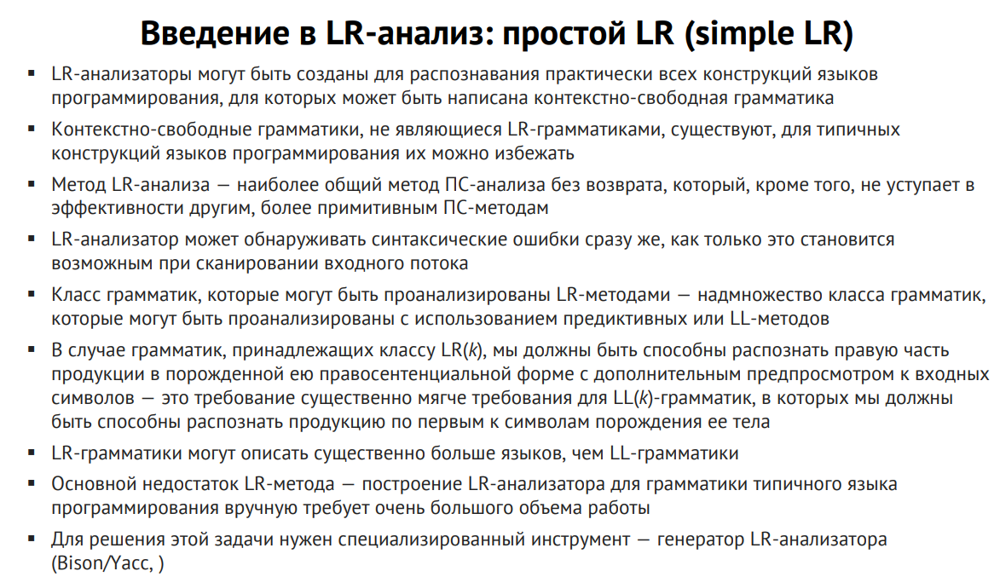 Введение в LR-анализ: простой LR (simple LR)
▪ LR-анализаторы могут быть созданы для распознавания практически всех конструкций языков
программирования, для которых может быть написана контекстно-свободная грамматика
▪ Контекстно-свободные грамматики, не являющиеся LR-грамматиками, существуют, для типичных
конструкций языков программирования их можно избежать
▪ Метод LR-анализа — наиболее общий метод ПС-анализа без возврата, который, кроме того, не уступает в
эффективности другим, более примитивным ПС-методам
▪ LR-анализатор может обнаруживать синтаксические ошибки сразу же, как только это становится
возможным при сканировании входного потока
▪ Класс грамматик, которые могут быть проанализированы LR-методами — надмножество класса грамматик,
которые могут быть проанализированы с использованием предиктивных или LL-методов
▪ В случае грамматик, принадлежащих классу LR(k), мы должны быть способны распознать правую часть
продукции в порожденной ею правосентенциальной форме с дополнительным предпросмотром к входных
символов — это требование существенно мягче требования для LL(k)-грамматик, в которых мы должны
быть способны распознать продукцию по первым к символам порождения ее тела
▪ LR-грамматики могут описать существенно больше языков, чем LL-грамматики
▪ Основной недостаток LR-метода — построение LR-анализатора для грамматики типичного языка
программирования вручную требует очень большого объема работы
▪ Для решения этой задачи нужен специализированный инструмент — генератор LR-анализатора
(Bison/Yacc, )